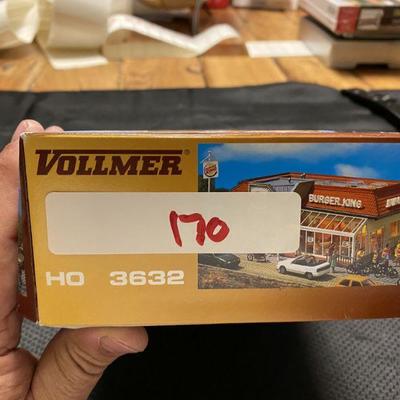 VOLLMER®
BURGER KING
170
HO 3632